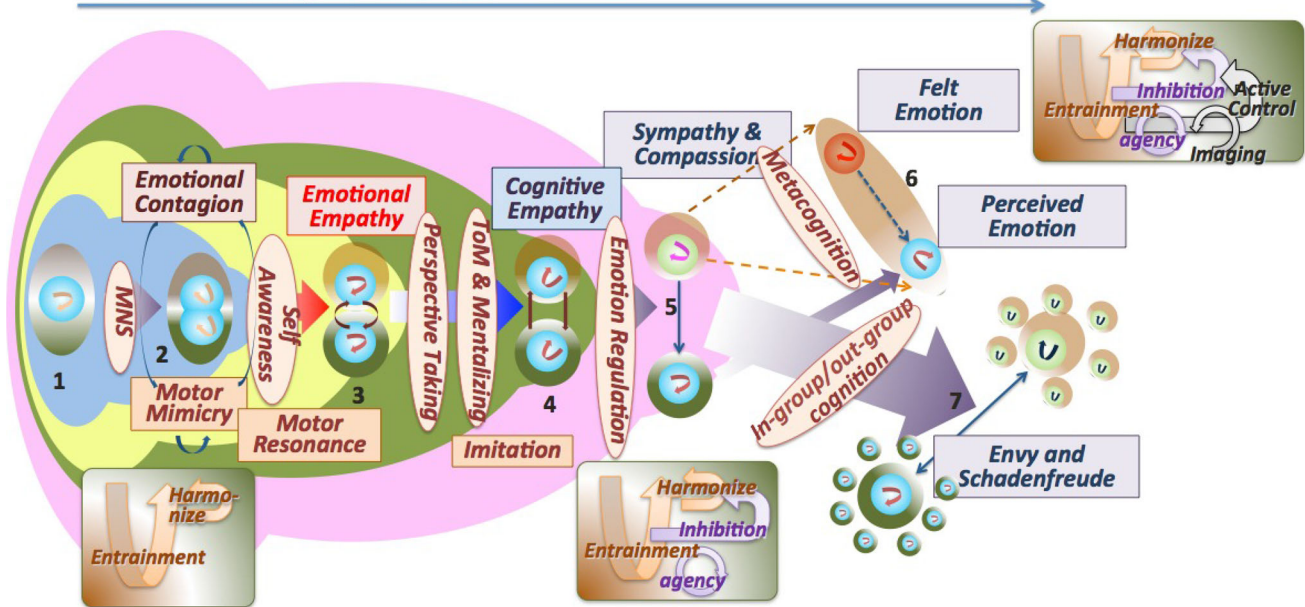 Harmonize
Inhibition
Active
Control
Entrainment
agency
Imaging
Felt
Emotion
Sympathy &
Compassion
Metacognition
6
Perceived
Emotion
Emotional
Contagion
Emotional
Empathy
Cognitive
Empathy
MNS
Self
Awareness
Perspective Taking
ToM & Mentalizing
Emotion Regulation
1
2
3
4
5
7
In-group/out-group
cognition
Motor
Mimicry
Motor
Resonance
Imitation
Envy and
Schadenfreude
Harmo-
nize
Entrainment
Harmonize
Inhibition
Entrainment
agency